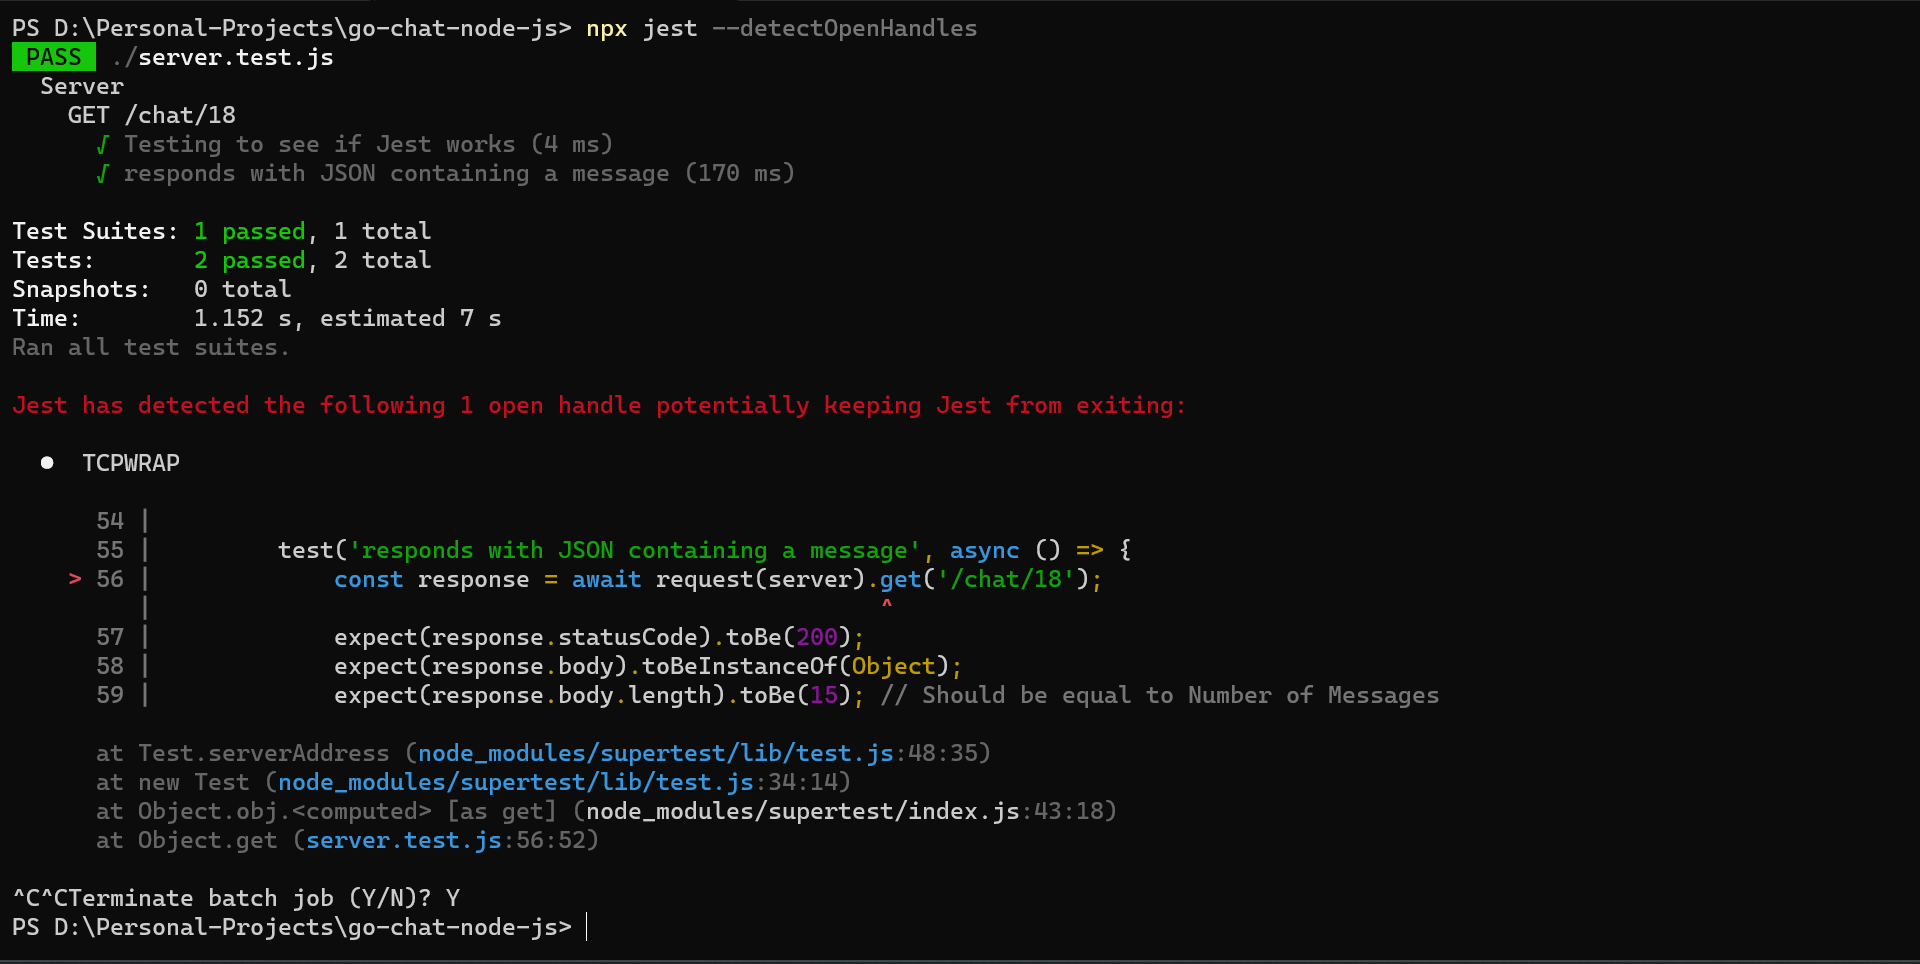 PS D:\Personal-Projects\go-chat-node-js> npx jest --detectOpenHandles
PASS ./server.test.js
Server
GET /chat/18
√ Testing to see if Jest works (4 ms)
√ responds with JSON containing a message (170 ms)
Test Suites: 1 passed, 1 total
Tests: 2 passed, 2 total
Snapshots: 0 total
Time: 1.152 s, estimated 7 s
Ran all test suites.
Jest has detected the following 1 open handle potentially keeping Jest from exiting:
● TCPWRAP
54 |
55 | test('responds with JSON containing a message', async () => {
> 56 | const response = await request(server).get('/chat/18');
| ^
57 | expect(response.statusCode).toBe(200);
58 | expect(response.body).toBeInstanceOf(Object);
59 | expect(response.body.length).toBe(15); // Should be equal to Number of Messages
at Test.serverAddress (node_modules/supertest/lib/test.js:48:35)
at new Test (node_modules/supertest/lib/test.js:34:14)
at Object.obj.<computed> [as get] (node_modules/supertest/index.js:43:18)
at Object.get (server.test.js:56:52)
^C^CTerminate batch job (Y/N)? Y
PS D:\Personal-Projects\go-chat-node-js>